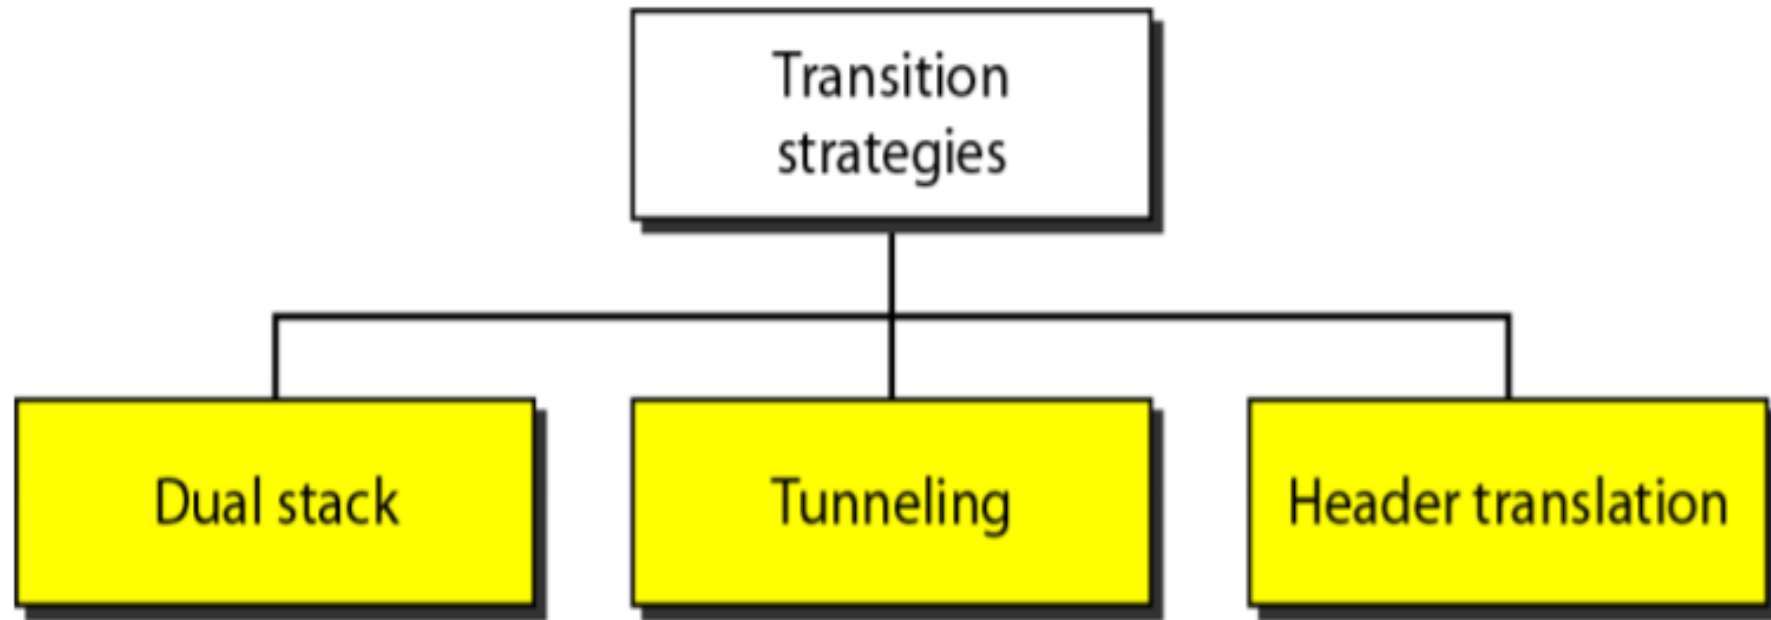 Transition
strategies
Dual stack
Tunneling
Header translation